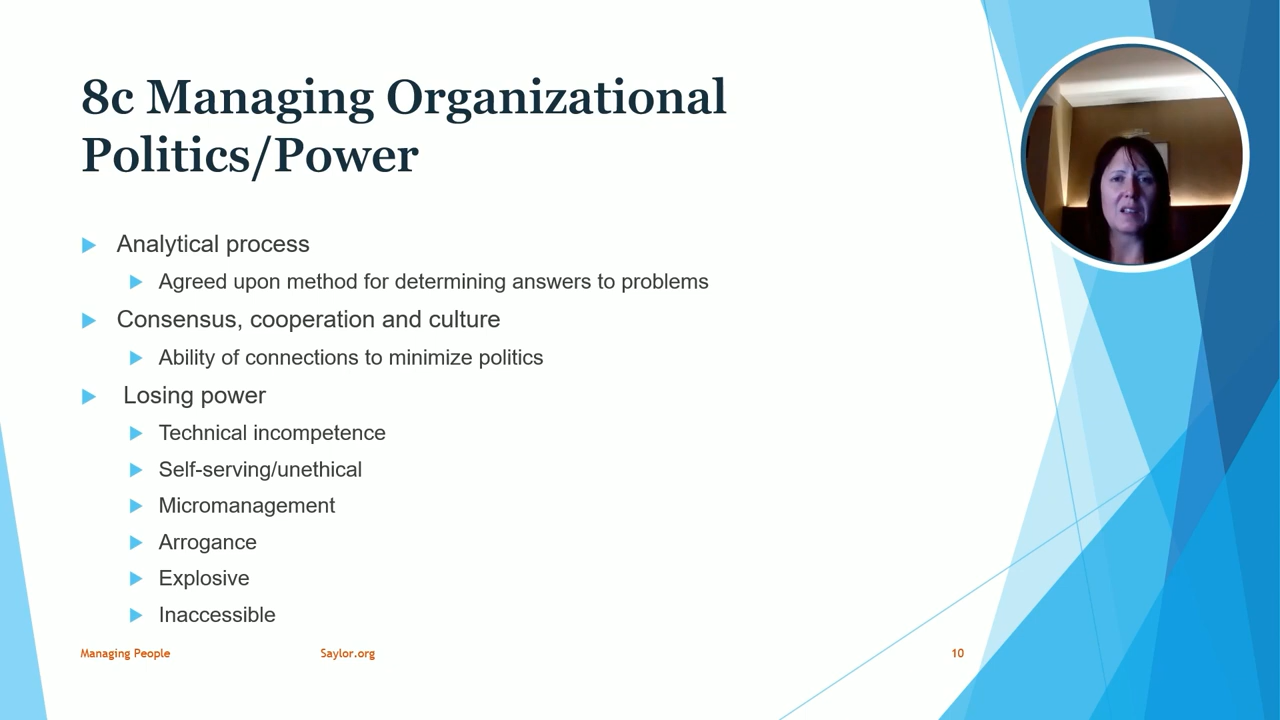 8c Managing Organizational
Politics/Power
Analytical process
Agreed upon method for determining answers to problems
Consensus, cooperation and culture
Ability of connections to minimize politics
Losing power
Technical incompetence
Self-serving/unethical
Micromanagement
Arrogance
Explosive
Inaccessible
Managing People Saylor.org 10